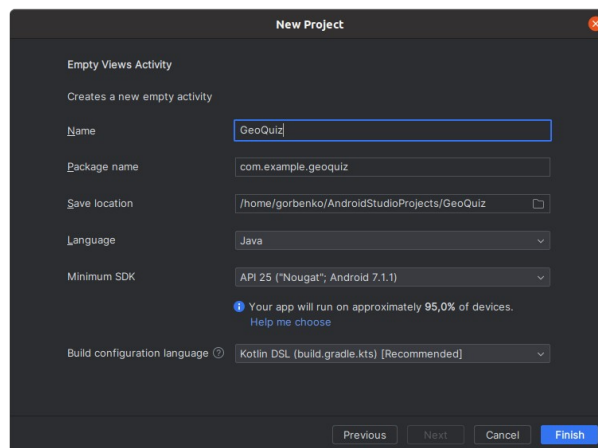 New Project
Empty Views Activity
Creates a new empty activity
Name GeoQuiz
Package name com.example.geoquiz
Save location /home/gorbenko/AndroidStudioProjects/GeoQuiz
Language Java
Minimum SDK API 25 ("Nougat"; Android 7.1.1)
Your app will run on approximately 95,0% of devices.
Help me choose
Build configuration language Kotlin DSL (build.gradle.kts) [Recommended]
Previous Next Cancel Finish